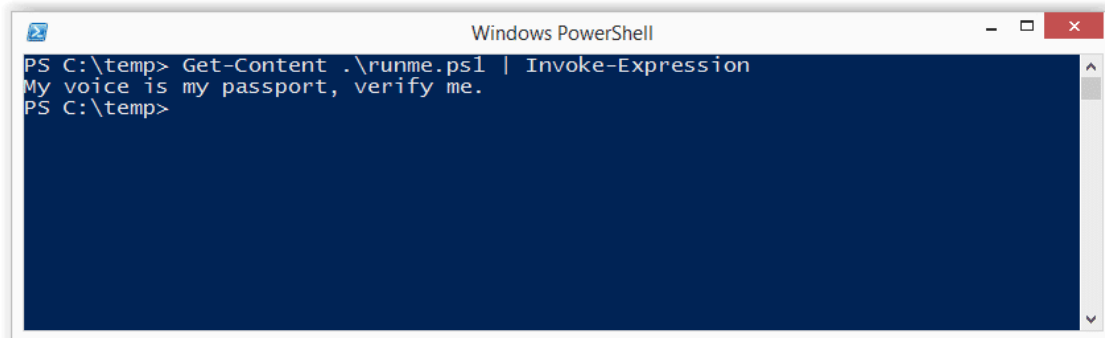 Windows PowerShell
PS C:\temp> Get-Content .\runme.ps1 | Invoke-Expression
My voice is my passport, verify me.
PS C:\temp>